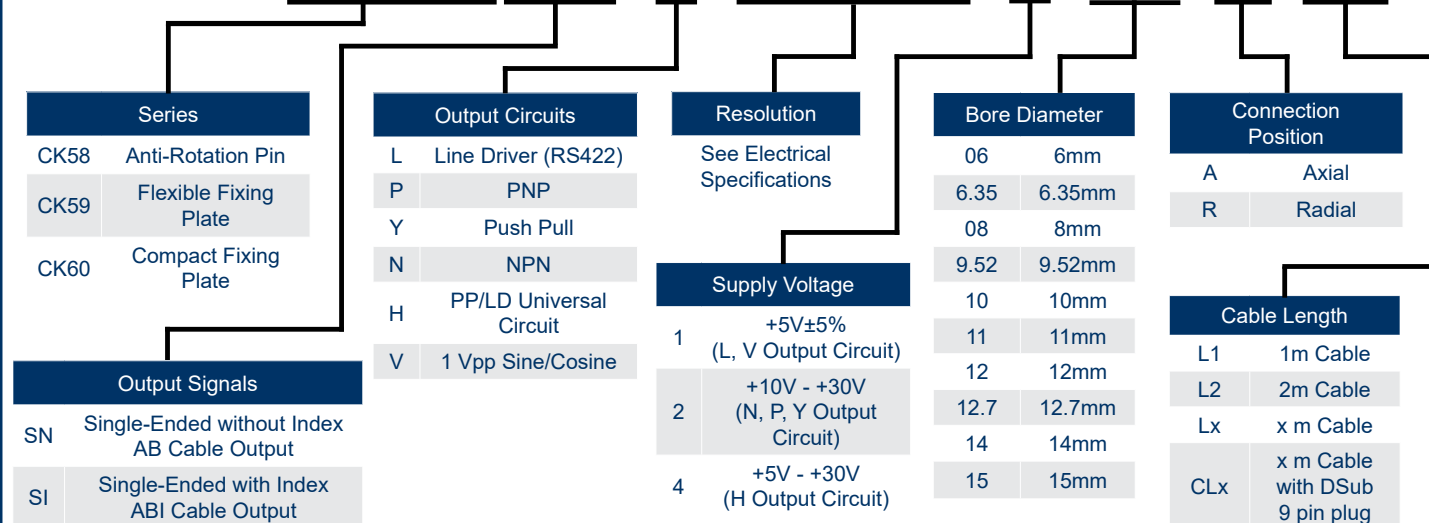 Series
CK58 Anti-Rotation Pin
CK59 Flexible Fixing
Plate
CK60 Compact Fixing
Plate
Output Signals
SN Single-Ended without Index
AB Cable Output
SI Single-Ended with Index
ABI Cable Output
Output Circuits
L Line Driver (RS422)
P PNP
Y Push Pull
N NPN
H PP/LD Universal
Circuit
V 1 Vpp Sine/Cosine
Resolution
See Electrical
Specifications
Supply Voltage
1 +5V±5%
(L, V Output Circuit)
2 +10V - +30V
(N, P, Y Output
Circuit)
4 +5V - +30V
(H Output Circuit)
Bore Diameter
06 6mm
6.35 6.35mm
08 8mm
9.52 9.52mm
10 10mm
11 11mm
12 12mm
12.7 12.7mm
14 14mm
15 15mm
Connection
Position
A Axial
R Radial
Cable Length
L1 1m Cable
L2 2m Cable
Lx x m Cable
CLx x m Cable
with DSub
9 pin plug